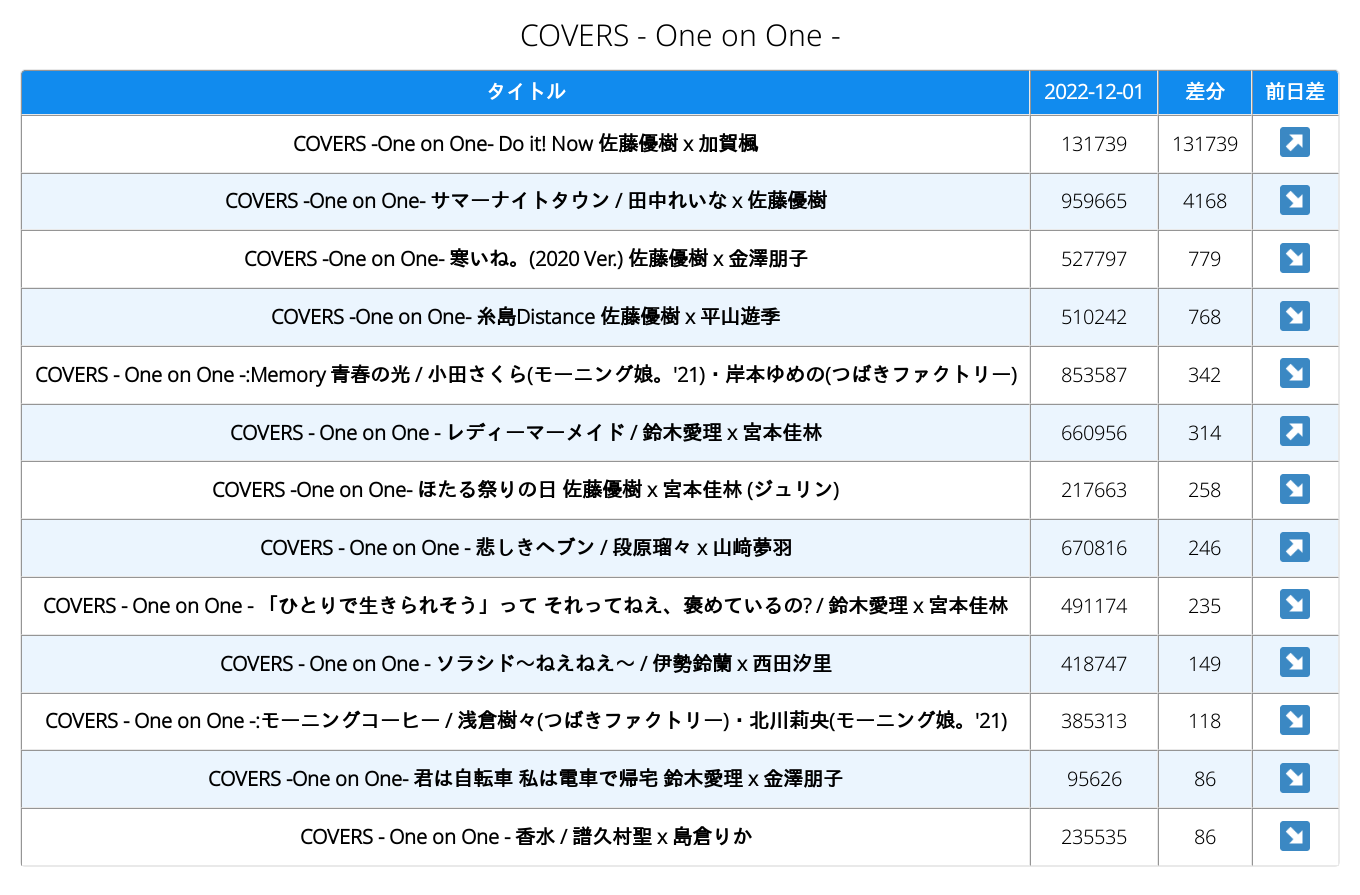 COVERS - One on One -
タイトル 2022-12-01 差分 前日差
COVERS -One on One- Do it! Now 佐藤優樹 x 加賀楓 131739 131739
COVERS -One on One- サマーナイトタウン / 田中れいな x 佐藤優樹 959665 4168
COVERS -One on One- 寒いね。(2020 Ver.) 佐藤優樹 x 金澤朋子 527797 779
COVERS -One on One- 糸島Distance 佐藤優樹 x 平山遊季 510242 768
COVERS - One on One -:Memory 青春の光 / 小田さくら(モーニング娘。'21)・岸本ゆめの(つばきファクトリー) 853587 342
COVERS - One on One - レディーマーメイド / 鈴木愛理 x 宮本佳林 660956 314
COVERS -One on One- ほたる祭りの日 佐藤優樹 x 宮本佳林 (ジュリン) 217663 258
COVERS - One on One - 悲しきヘブン / 段原瑠々 x 山﨑夢羽 670816 246
COVERS - One on One - 「ひとりで生きられそう」って それってねえ、褒めているの? / 鈴木愛理 x 宮本佳林 491174 235
COVERS - One on One - ソラシド〜ねえねえ〜 / 伊勢鈴蘭 x 西田汐里 418747 149
COVERS - One on One -:モーニングコーヒー / 浅倉樹々(つばきファクトリー)・北川莉央(モーニング娘。'21) 385313 118
COVERS -One on One- 君は自転車 私は電車で帰宅 鈴木愛理 x 金澤朋子 95626 86
COVERS - One on One - 香水 / 譜久村聖 x 島倉りか 235535 86